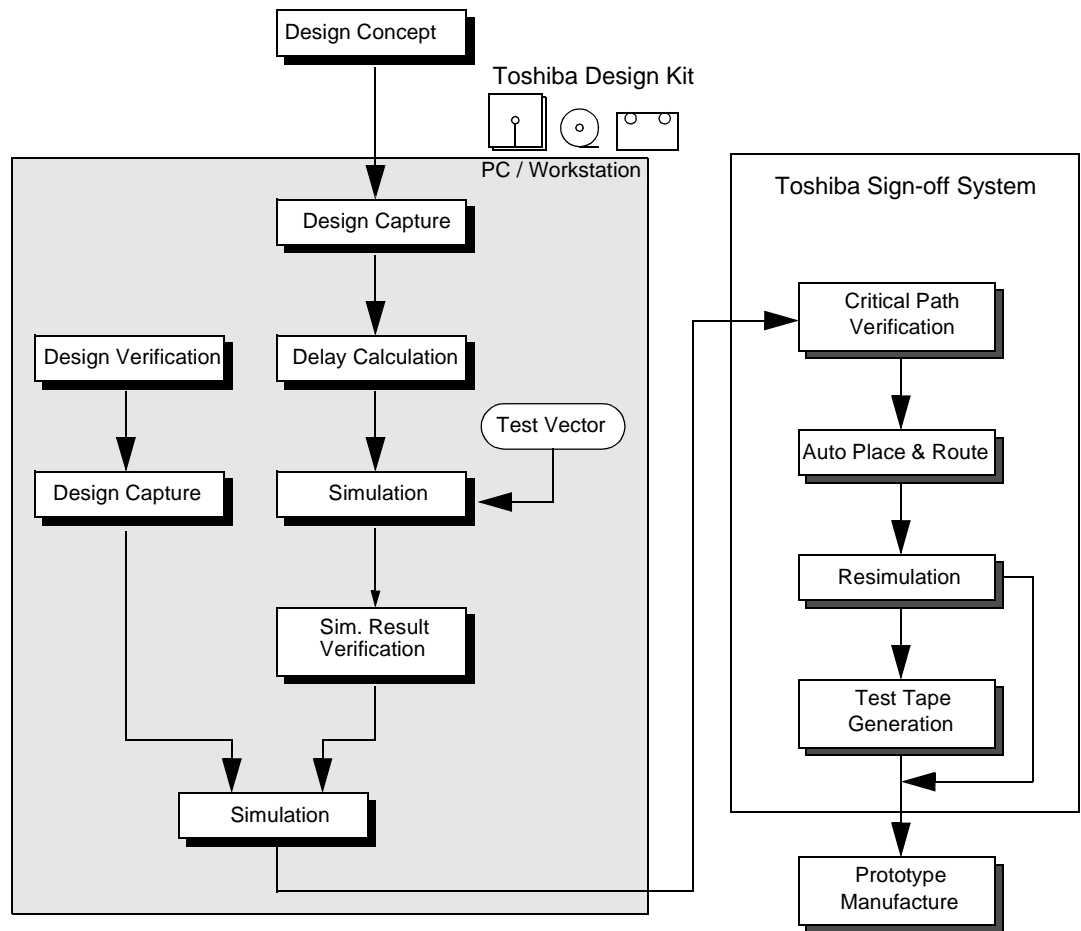 Design Concept
Toshiba Design Kit
PC / Workstation
Design Capture
Design Verification
Delay Calculation
Test Vector
Design Capture
Simulation
Sim. Result
Verification
Simulation
Toshiba Sign-off System
Critical Path
Verification
Auto Place & Route
Resimulation
Test Tape
Generation
Prototype
Manufacture